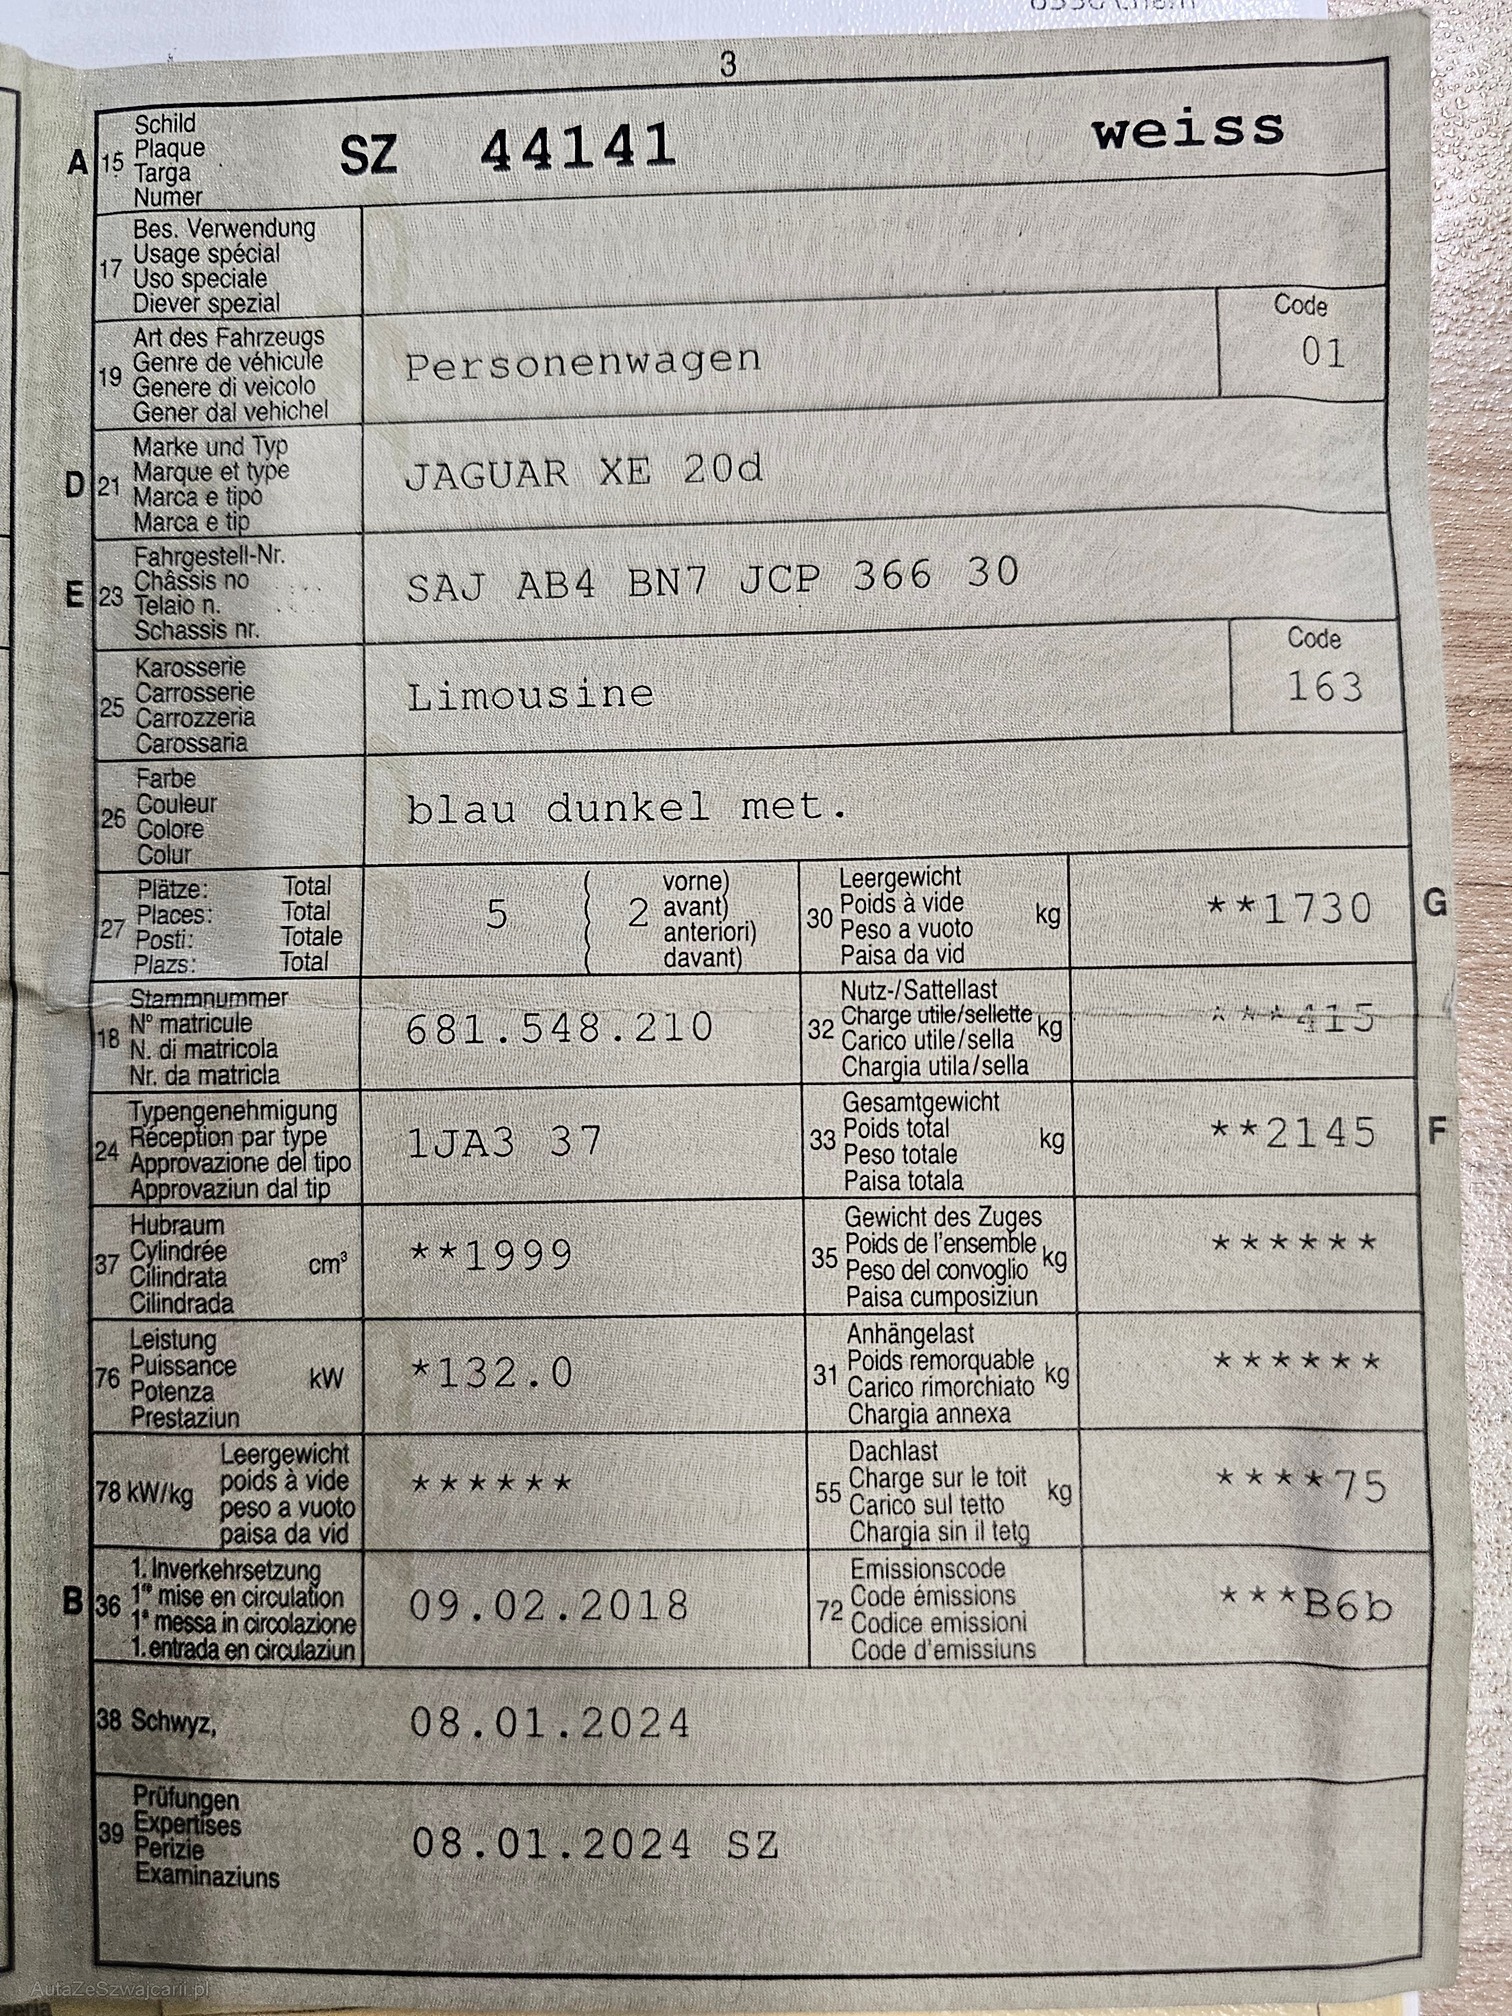 3
A 15 Schild
Plaque
Targa
Numer
SZ 44141 weiss
17 Bes. Verwendung
Usage spécial
Uso speciale
Diever spezial
19 Art des Fahrzeugs
Genre de véhicule
Genere di veicolo
Gener dal vehichel
Personenwagen
Code
01
D 21 Marke und Typ
Marque et type
Marca e tipo
Marca e tip
JAGUAR XE 20d
E 23 Fahrgestell-Nr.
Châssis no
Telaio n.
Schassis nr.
SAJ AB4 BN7 JCP 366 30
25 Karosserie
Carrosserie
Carrozzeria
Carossaria
Limousine
Code
163
26 Farbe
Couleur
Colore
Colur
blau dunkel met.
27 Plätze: Total
Places: Total
Posti: Totale
Plazs: Total
5 { 2 vorne)
avant)
anteriori)
davant)
30 Leergewicht
Poids à vide
Peso a vuoto
Paisa da vid
kg
**1730 G
18 Stammnummer
N° matricule
N. di matricola
Nr. da matricla
681.548.210
32 Nutz-/Sattellast
Charge utile/sellette
Carico utile/sella
Chargia utila/sella
kg
***415
24 Typengenehmigung
Réception par type
Approvazione del tipo
Approvaziun dal tip
1JA3 37
33 Gesamtgewicht
Poids total
Peso totale
Paisa totala
kg
**2145 F
37 Hubraum
Cylindrée
Cilindrata
Cilindrada
cm³
**1999
35 Gewicht des Zuges
Poids de l'ensemble
Peso del convoglio
Paisa cumposiziun
kg
******
76 Leistung
Puissance
Potenza
Prestaziun
kW
*132.0
31 Anhängelast
Poids remorquable
Carico rimorchiato
Chargia annexa
kg
******
78 kW/kg Leergewicht
poids à vide
peso a vuoto
paisa da vid
******
55 Dachlast
Charge sur le toit
Carico sul tetto
Chargia sin il tetg
kg
****75
B 36 1. Inverkehrsetzung
1re mise en circulation
1a messa in circolazione
1. entrada en circulaziun
09.02.2018
72 Emissionscode
Code émissions
Codice emissioni
Code d'emissiuns
***B6b
38 Schwyz,
08.01.2024
39 Prüfungen
Expertises
Perizie
Examinaziuns
08.01.2024 SZ
AutaZeSzwajcarii.pl